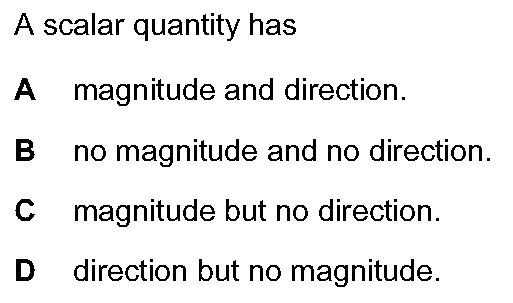 A scalar quantity has
A magnitude and direction.
B no magnitude and no direction.
C magnitude but no direction.
D direction but no magnitude.